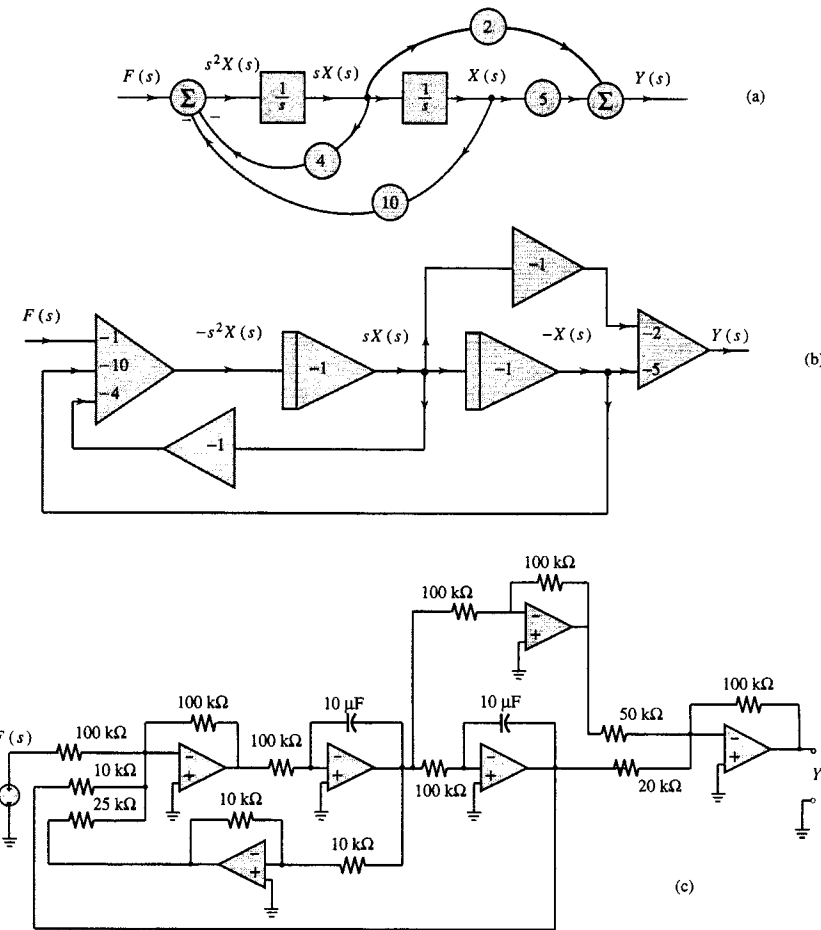 2
F(s) s²X(s) sX(s) X(s) Y(s)
Σ 1/s 1/s 5 Σ (a)
− −
4
10
−1
F(s) −s²X(s) sX(s) −X(s) Y(s)
−1 −2
−10 −1 −1 −5 (b)
−4
−1
100 kΩ
100 kΩ
− +
100 kΩ 10 μF 10 μF 100 kΩ
F(s) 100 kΩ 100 kΩ 50 kΩ
− + − + − + − +
10 kΩ 100 kΩ 20 kΩ Y
25 kΩ 10 kΩ
− + 10 kΩ
(c)